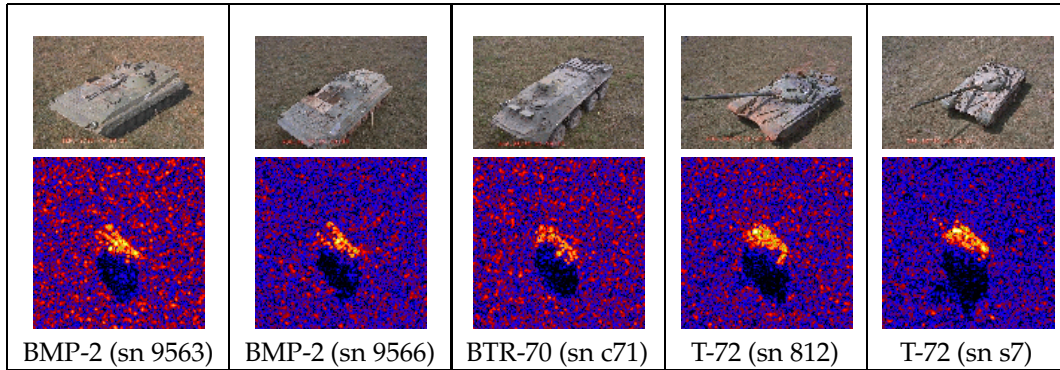 BMP-2 (sn 9563)
BMP-2 (sn 9566)
BTR-70 (sn c71)
T-72 (sn 812)
T-72 (sn s7)